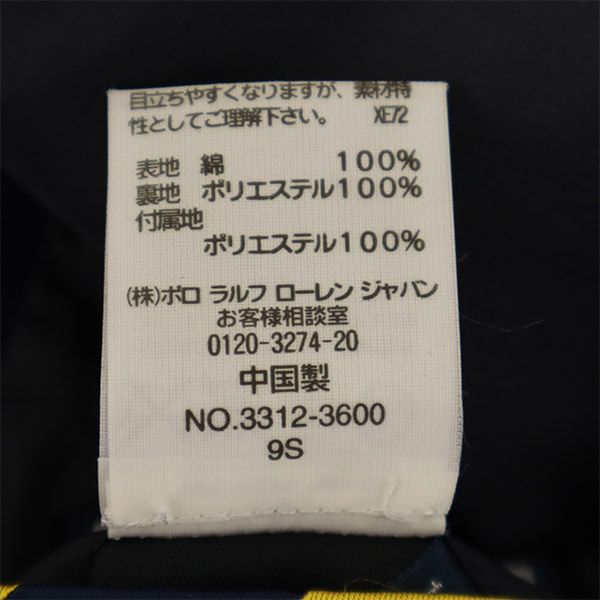 目立ちやすくなりますが、素材特
性としてご理解下さい。 XE72
表地 綿 100%
裏地 ポリエステル100%
付属地
ポリエステル100%
(株)ポロ ラルフ ローレン ジャパン
お客様相談室
0120-3274-20
中国製
NO.3312-3600
9S